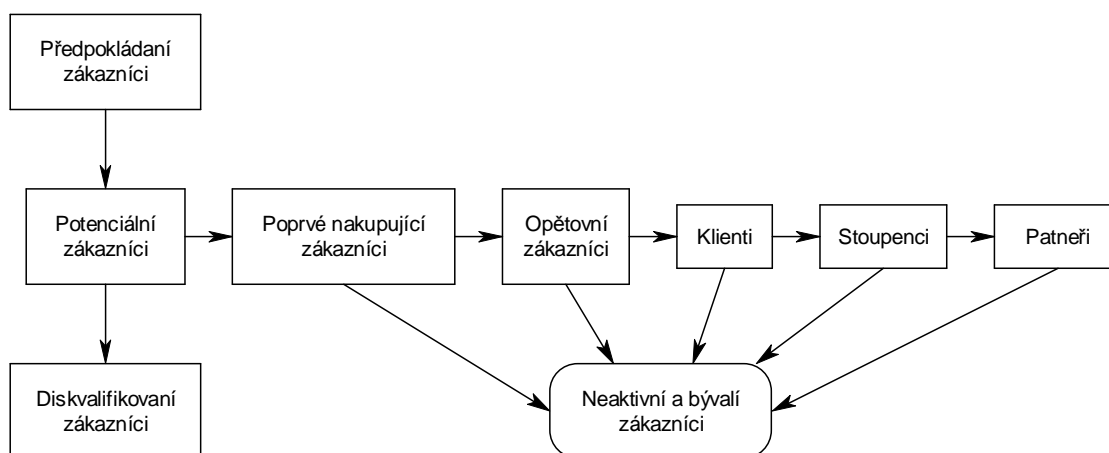 Předpokládaní
zákazníci
Potenciální
zákazníci
Poprvé nakupující
zákazníci
Opětovní
zákazníci
Klienti
Stoupenci
Patneři
Diskvalifikovaní
zákazníci
Neaktivní a bývalí
zákazníci